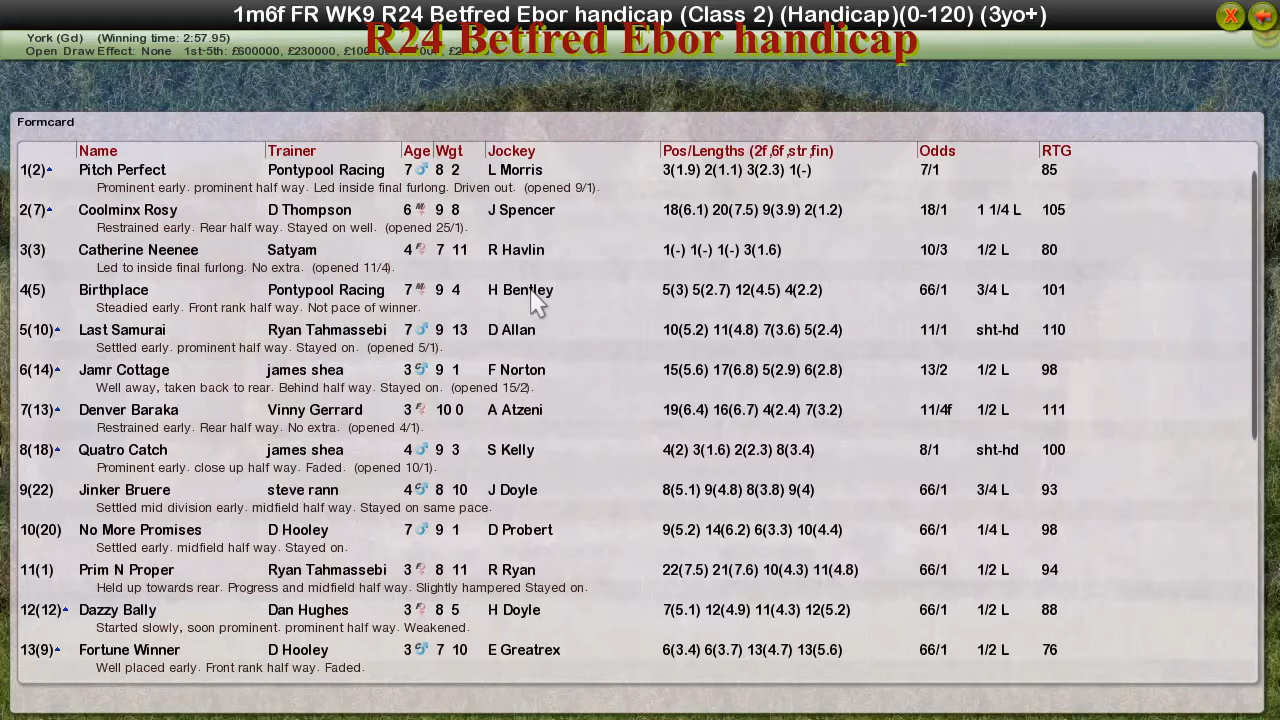 1m6f FR WK9 R24 Betfred Ebor handicap (Class 2) (Handicap)(0-120) (3yo+)
R24 Betfred Ebor handicap
York (Gd) (Winning time: 2:57.95)
Open Draw Effect: None 1st-5th: £600000, £230000,
Formcard
Name Trainer Age Wgt Jockey Pos/Lengths (2f,6f,str,fin) Odds RTG
1(2) Pitch Perfect Pontypool Racing 7 8 2 L Morris 3(1.9) 2(1.1) 3(2.3) 1(-) 7/1 85
Prominent early. prominent half way. Led inside final furlong. Driven out. (opened 9/1).
2(7) Coolminx Rosy D Thompson 6 9 8 J Spencer 18(6.1) 20(7.5) 9(3.9) 2(1.2) 18/1 1 1/4 L 105
Restrained early. Rear half way. Stayed on well. (opened 25/1).
3(3) Catherine Neenee Satyam 4 7 11 R Havlin 1(-) 1(-) 1(-) 3(1.6) 10/3 1/2 L 80
Led to inside final furlong. No extra. (opened 11/4).
4(5) Birthplace Pontypool Racing 7 9 4 H Bentley 5(3) 5(2.7) 12(4.5) 4(2.2) 66/1 3/4 L 101
Steadied early. Front rank half way. Not pace of winner.
5(10) Last Samurai Ryan Tahmassebi 7 9 13 D Allan 10(5.2) 11(4.8) 7(3.6) 5(2.4) 11/1 sht-hd 110
Settled early. prominent half way. Stayed on. (opened 5/1).
6(14) Jamr Cottage james shea 3 9 1 F Norton 15(5.6) 17(6.8) 5(2.9) 6(2.8) 13/2 1/2 L 98
Well away, taken back to rear. Behind half way. Stayed on. (opened 15/2).
7(13) Denver Baraka Vinny Gerrard 3 10 0 A Atzeni 19(6.4) 16(6.7) 4(2.4) 7(3.2) 11/4f 1/2 L 111
Restrained early. Rear half way. No extra. (opened 4/1).
8(18) Quatro Catch james shea 4 9 3 S Kelly 4(2) 3(1.6) 2(2.3) 8(3.4) 8/1 sht-hd 100
Prominent early. close up half way. Faded. (opened 10/1).
9(22) Jinker Bruere steve rann 4 8 10 J Doyle 8(5.1) 9(4.8) 8(3.8) 9(4) 66/1 3/4 L 93
Settled mid division early. midfield half way. Stayed on same pace.
10(20) No More Promises D Hooley 7 9 1 D Probert 9(5.2) 14(6.2) 6(3.3) 10(4.4) 66/1 1/4 L 98
Settled early. midfield half way. Stayed on.
11(1) Prim N Proper Ryan Tahmassebi 3 8 11 R Ryan 22(7.5) 21(7.6) 10(4.3) 11(4.8) 66/1 1/2 L 94
Held up towards rear. Progress and midfield half way. Slightly hampered Stayed on.
12(12) Dazzy Bally Dan Hughes 3 8 5 H Doyle 7(5.1) 12(4.9) 11(4.3) 12(5.2) 66/1 1/2 L 88
Started slowly, soon prominent. prominent half way. Weakened.
13(9) Fortune Winner D Hooley 3 7 10 E Greatrex 6(3.4) 6(3.7) 13(4.7) 13(5.6) 66/1 1/2 L 76
Well placed early. Front rank half way. Faded.